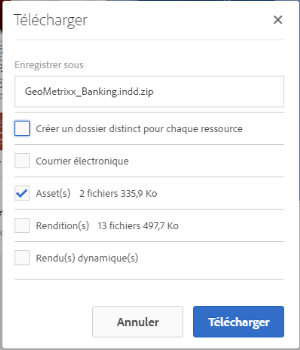 Télécharger
Enregistrer sous
GeoMetrixx_Banking.indd.zip
Créer un dossier distinct pour chaque ressource
Courrier électronique
Asset(s) 2 fichiers 335,9 Ko
Rendition(s) 13 fichiers 497,7 Ko
Rendu(s) dynamique(s)
Annuler Télécharger